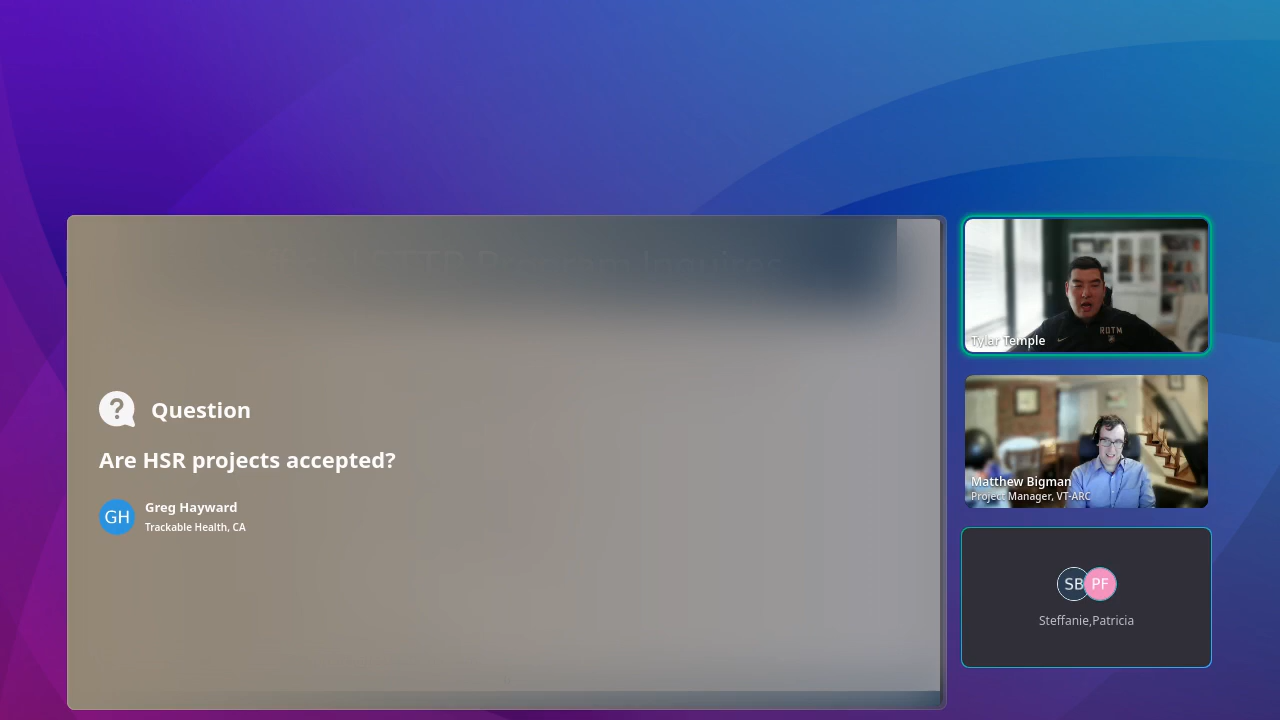 Question
Are HSR projects accepted?
GH
Greg Hayward
Trackable Health, CA
ROTM
Tylar Temple
Matthew Bigman
Project Manager, VT-ARC
SB
PF
Steffanie,Patricia